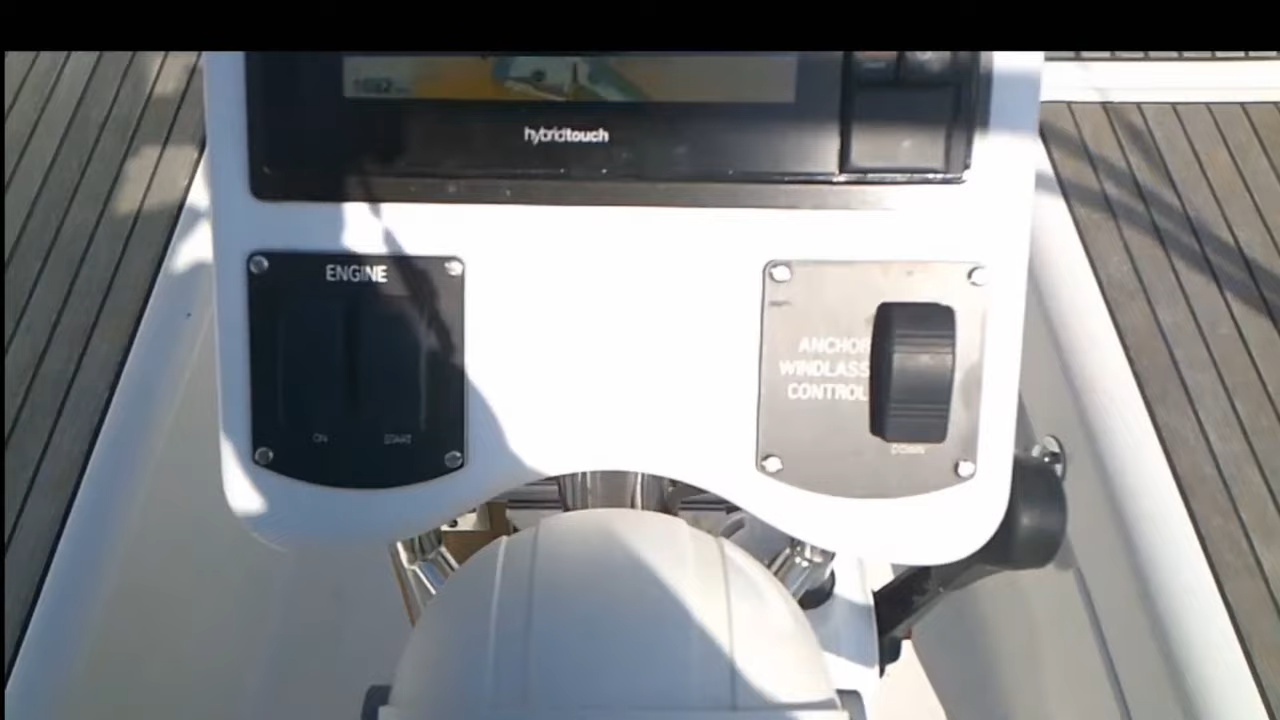 hybridtouch
ENGINE
ON START
ANCHOR
WINDLASS
CONTROL
DOWN